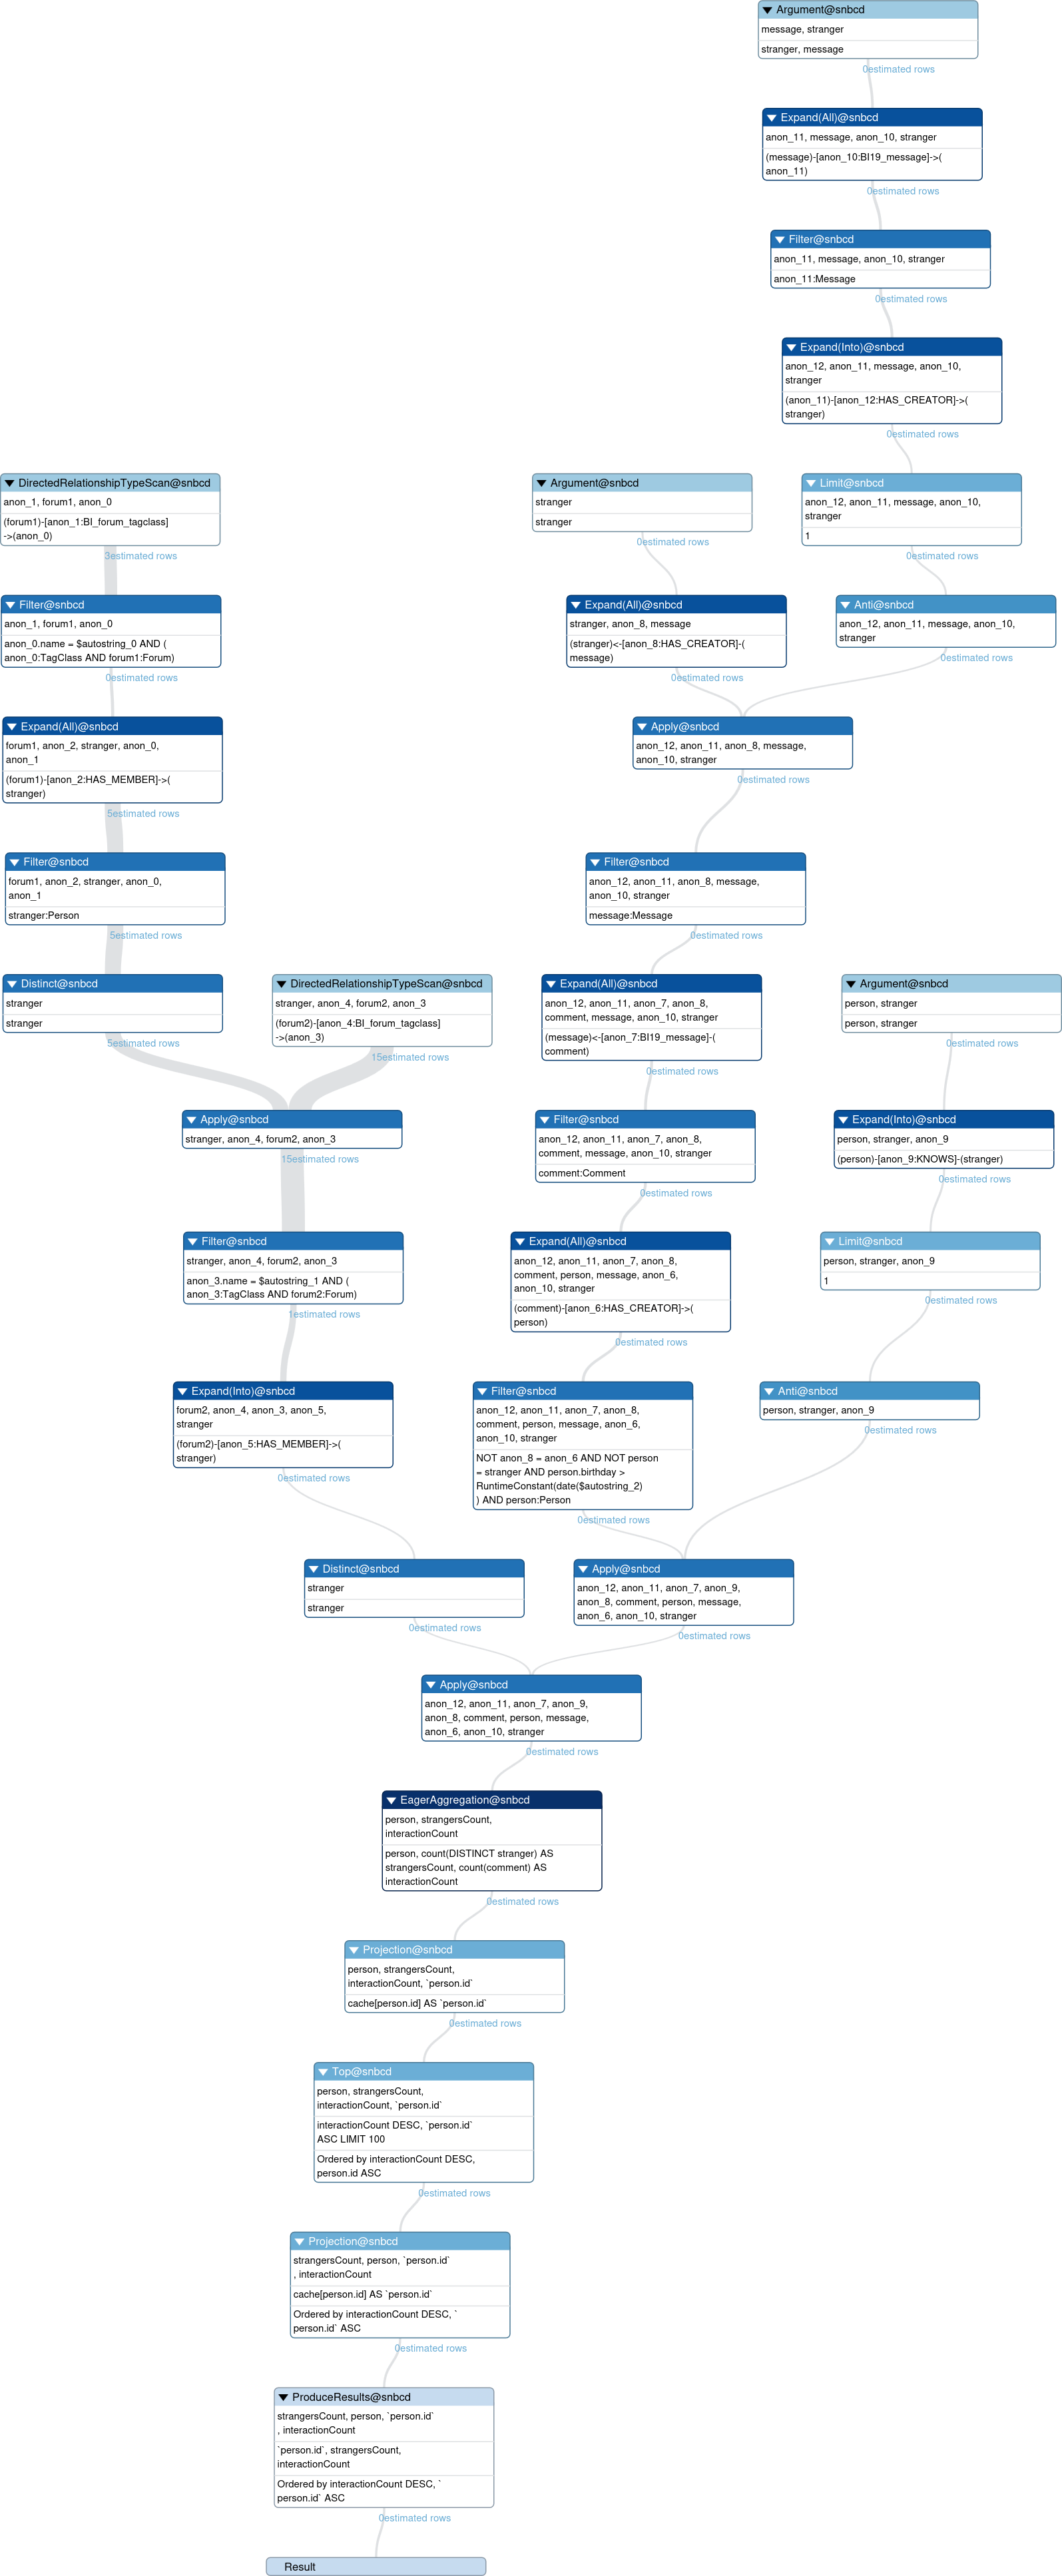 Argument@snbcd
message, stranger
stranger, message
0estimated rows
Expand(All)@snbcd
anon_11, message, anon_10, stranger
(message)-[anon_10:BI19_message]->(
anon_11)
0estimated rows
Filter@snbcd
anon_11, message, anon_10, stranger
anon_11:Message
0estimated rows
Expand(Into)@snbcd
anon_12, anon_11, message, anon_10,
stranger
(anon_11)-[anon_12:HAS_CREATOR]->(
stranger)
0estimated rows
DirectedRelationshipTypeScan@snbcd
anon_1, forum1, anon_0
(forum1)-[anon_1:BI_forum_tagclass]
->(anon_0)
3estimated rows
Argument@snbcd
stranger
stranger
0estimated rows
Limit@snbcd
anon_12, anon_11, message, anon_10,
stranger
1
0estimated rows
Filter@snbcd
anon_1, forum1, anon_0
anon_0.name = $autostring_0 AND (
anon_0:TagClass AND forum1:Forum)
0estimated rows
Expand(All)@snbcd
stranger, anon_8, message
(stranger)<-[anon_8:HAS_CREATOR]-(
message)
0estimated rows
Anti@snbcd
anon_12, anon_11, message, anon_10,
stranger
0estimated rows
Expand(All)@snbcd
forum1, anon_2, stranger, anon_0,
anon_1
(forum1)-[anon_2:HAS_MEMBER]->(
stranger)
5estimated rows
Apply@snbcd
anon_12, anon_11, anon_8, message,
anon_10, stranger
0estimated rows
Filter@snbcd
forum1, anon_2, stranger, anon_0,
anon_1
stranger:Person
5estimated rows
Filter@snbcd
anon_12, anon_11, anon_8, message,
anon_10, stranger
message:Message
0estimated rows
Distinct@snbcd
stranger
stranger
5estimated rows
DirectedRelationshipTypeScan@snbcd
stranger, anon_4, forum2, anon_3
(forum2)-[anon_4:BI_forum_tagclass]
->(anon_3)
15estimated rows
Expand(All)@snbcd
anon_12, anon_11, anon_7, anon_8,
comment, message, anon_10, stranger
(message)<-[anon_7:BI19_message]-(
comment)
0estimated rows
Argument@snbcd
person, stranger
person, stranger
0estimated rows
Apply@snbcd
stranger, anon_4, forum2, anon_3
15estimated rows
Filter@snbcd
anon_12, anon_11, anon_7, anon_8,
comment, message, anon_10, stranger
comment:Comment
0estimated rows
Expand(Into)@snbcd
person, stranger, anon_9
(person)-[anon_9:KNOWS]-(stranger)
0estimated rows
Filter@snbcd
stranger, anon_4, forum2, anon_3
anon_3.name = $autostring_1 AND (
anon_3:TagClass AND forum2:Forum)
1estimated rows
Expand(All)@snbcd
anon_12, anon_11, anon_7, anon_8,
comment, person, message, anon_6,
anon_10, stranger
(comment)-[anon_6:HAS_CREATOR]->(
person)
0estimated rows
Limit@snbcd
person, stranger, anon_9
1
0estimated rows
Expand(Into)@snbcd
forum2, anon_4, anon_3, anon_5,
stranger
(forum2)-[anon_5:HAS_MEMBER]->(
stranger)
0estimated rows
Filter@snbcd
anon_12, anon_11, anon_7, anon_8,
comment, person, message, anon_6,
anon_10, stranger
NOT anon_8 = anon_6 AND NOT person
= stranger AND person.birthday >
RuntimeConstant(date($autostring_2)
) AND person:Person
0estimated rows
Anti@snbcd
person, stranger, anon_9
0estimated rows
Distinct@snbcd
stranger
stranger
0estimated rows
Apply@snbcd
anon_12, anon_11, anon_7, anon_9,
anon_8, comment, person, message,
anon_6, anon_10, stranger
0estimated rows
Apply@snbcd
anon_12, anon_11, anon_7, anon_9,
anon_8, comment, person, message,
anon_6, anon_10, stranger
0estimated rows
EagerAggregation@snbcd
person, strangersCount,
interactionCount
person, count(DISTINCT stranger) AS
strangersCount, count(comment) AS
interactionCount
0estimated rows
Projection@snbcd
person, strangersCount,
interactionCount, `person.id`
cache[person.id] AS `person.id`
0estimated rows
Top@snbcd
person, strangersCount,
interactionCount, `person.id`
interactionCount DESC, `person.id`
ASC LIMIT 100
Ordered by interactionCount DESC,
person.id ASC
0estimated rows
Projection@snbcd
strangersCount, person, `person.id`
, interactionCount
cache[person.id] AS `person.id`
Ordered by interactionCount DESC, `
person.id` ASC
0estimated rows
ProduceResults@snbcd
strangersCount, person, `person.id`
, interactionCount
`person.id`, strangersCount,
interactionCount
Ordered by interactionCount DESC, `
person.id` ASC
0estimated rows
Result